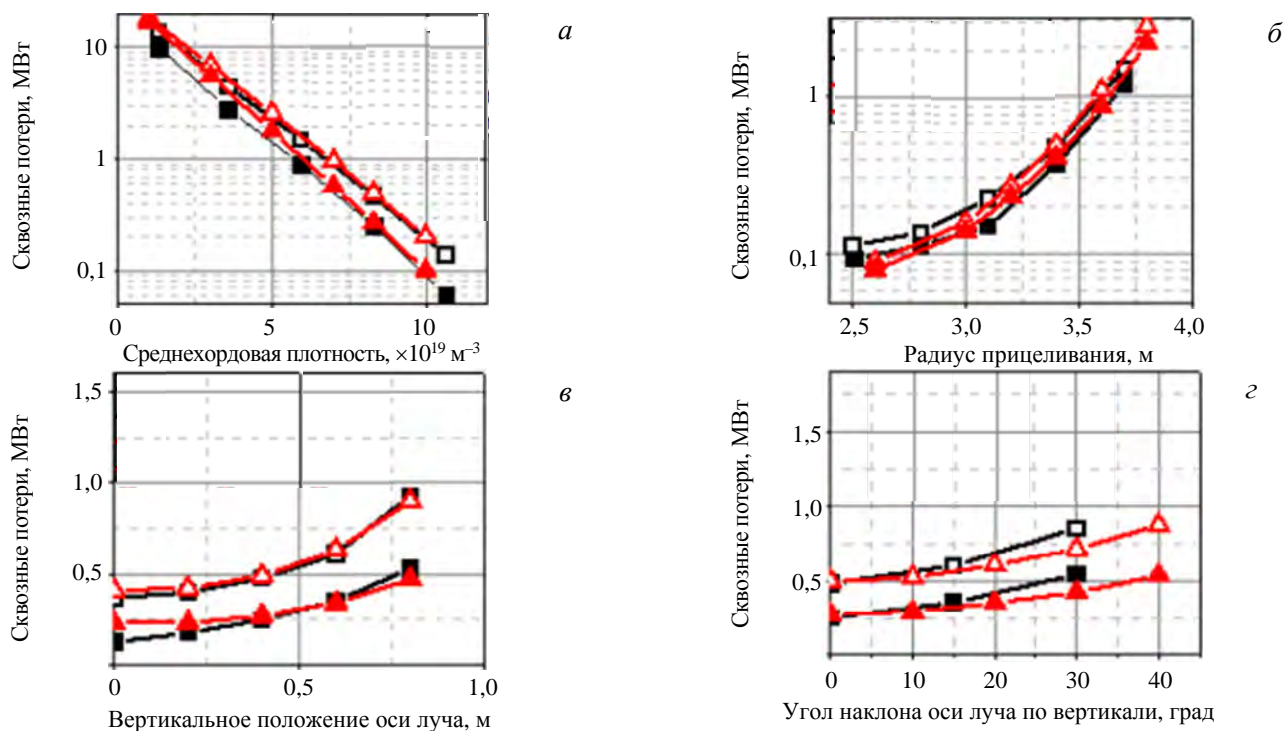 а
Сквозные потери, МВт
10
1
0,1
0
5
10
Среднехордовая плотность, ×10¹⁹ м⁻³
б
Сквозные потери, МВт
1
0,1
2,5
3,0
3,5
4,0
Радиус прицеливания, м
в
Сквозные потери, МВт
1,5
1,0
0,5
0
0,5
1,0
Вертикальное положение оси луча, м
г
Сквозные потери, МВт
1,5
1,0
0,5
0
10
20
30
40
Угол наклона оси луча по вертикали, град